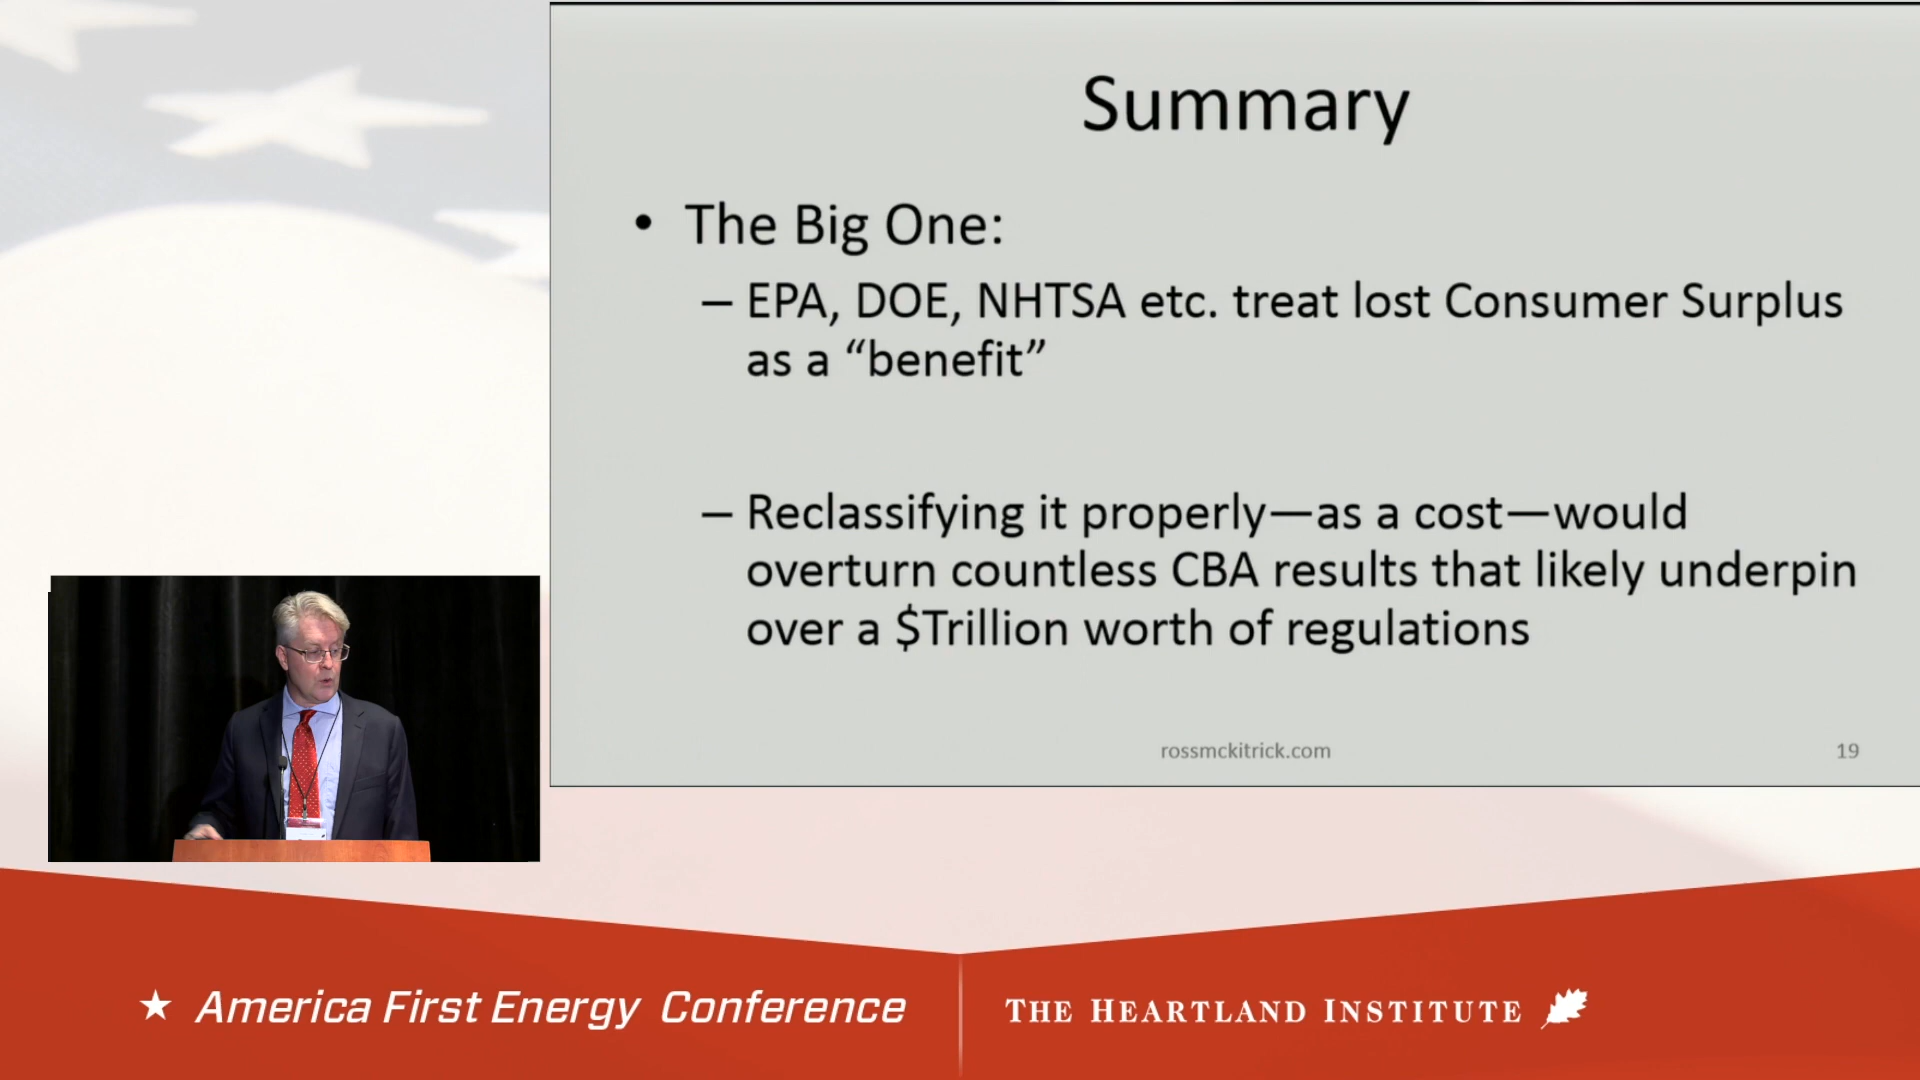 Summary
• The Big One:
– EPA, DOE, NHTSA etc. treat lost Consumer Surplus
as a “benefit”
– Reclassifying it properly—as a cost—would
overturn countless CBA results that likely underpin
over a $Trillion worth of regulations
rossmckitrick.com
19
America First Energy Conference
THE HEARTLAND INSTITUTE